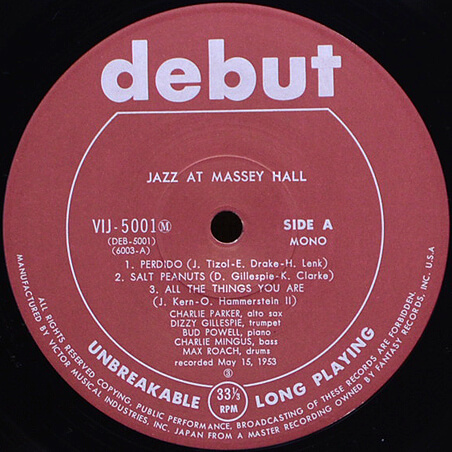 debut
JAZZ AT MASSEY HALL
VIJ-5001 Ⓜ
(DEB-5001)
(6003-A)
SIDE A
MONO
1. PERDIDO (J. Tizol-E. Drake-H. Lenk)
2. SALT PEANUTS (D. Gillespie-K. Clarke)
3. ALL THE THINGS YOU ARE
(J. Kern-O. Hammerstein II)
CHARLIE PARKER, alto sax
DIZZY GILLESPIE, trumpet
BUD POWELL, piano
CHARLIE MINGUS, bass
MAX ROACH, drums
recorded May 15, 1953
Ⓢ
UNBREAKABLE
33⅓
RPM
LONG PLAYING
ALL RIGHTS RESERVED COPYING, PUBLIC PERFORMANCE, BROADCASTING OF THESE RECORDS ARE FORBIDDEN.
MANUFACTURED BY VICTOR MUSICAL INDUSTRIES, INC. JAPAN FROM A MASTER RECORDING OWNED BY FANTASY RECORDS, INC. U.S.A